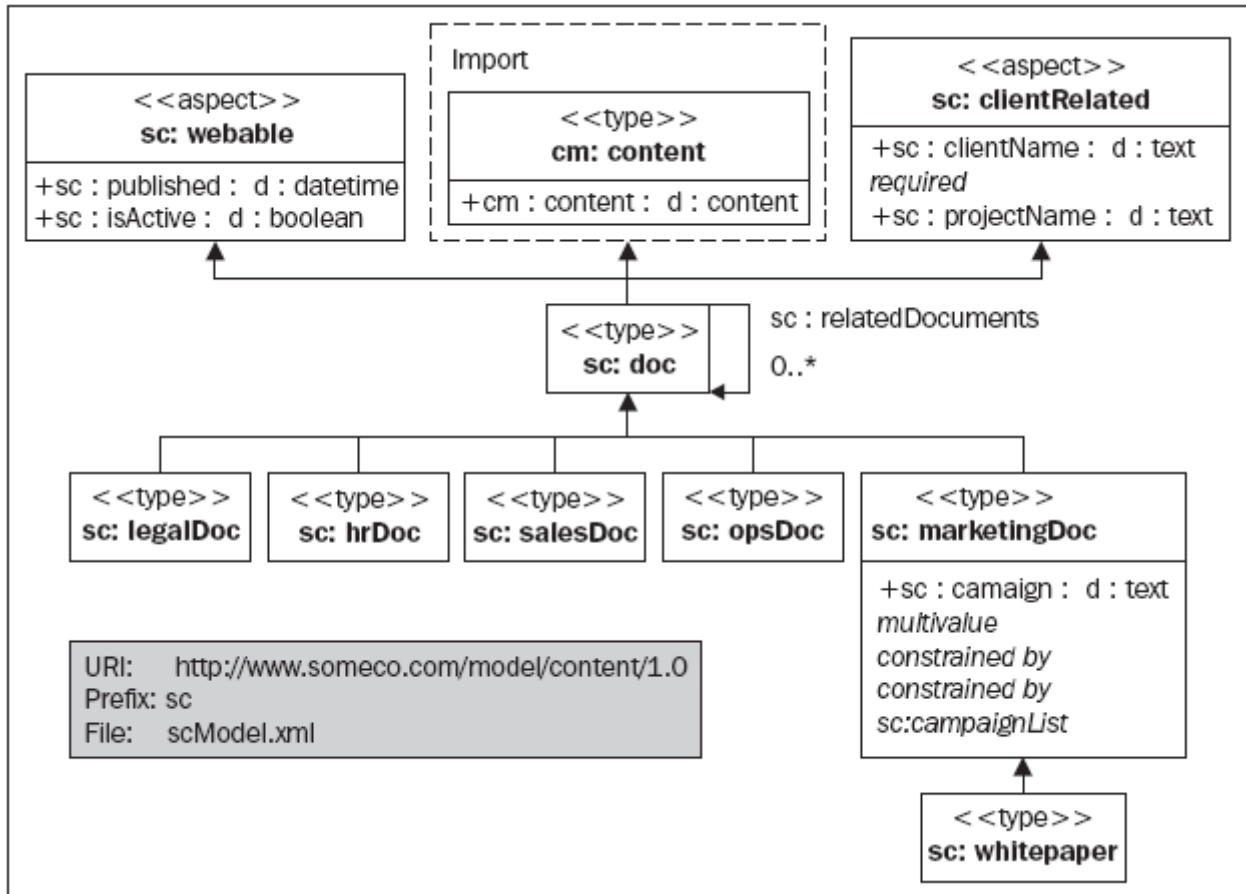 <<aspect>>
sc: webable
+sc : published : d : datetime
+sc : isActive : d : boolean
Import
<<type>>
cm: content
+cm : content : d : content
<<aspect>>
sc: clientRelated
+sc : clientName : d : text
required
+sc : projectName : d : text
<<type>>
sc: doc
sc : relatedDocuments
0..*
<<type>>
sc: legalDoc
<<type>>
sc: hrDoc
<<type>>
sc: salesDoc
<<type>>
sc: opsDoc
<<type>>
sc: marketingDoc
+sc : camaign : d : text
multivalue
constrained by
constrained by
sc:campaignList
URI: http://www.someco.com/model/content/1.0
Prefix: sc
File: scModel.xml
<<type>>
sc: whitepaper